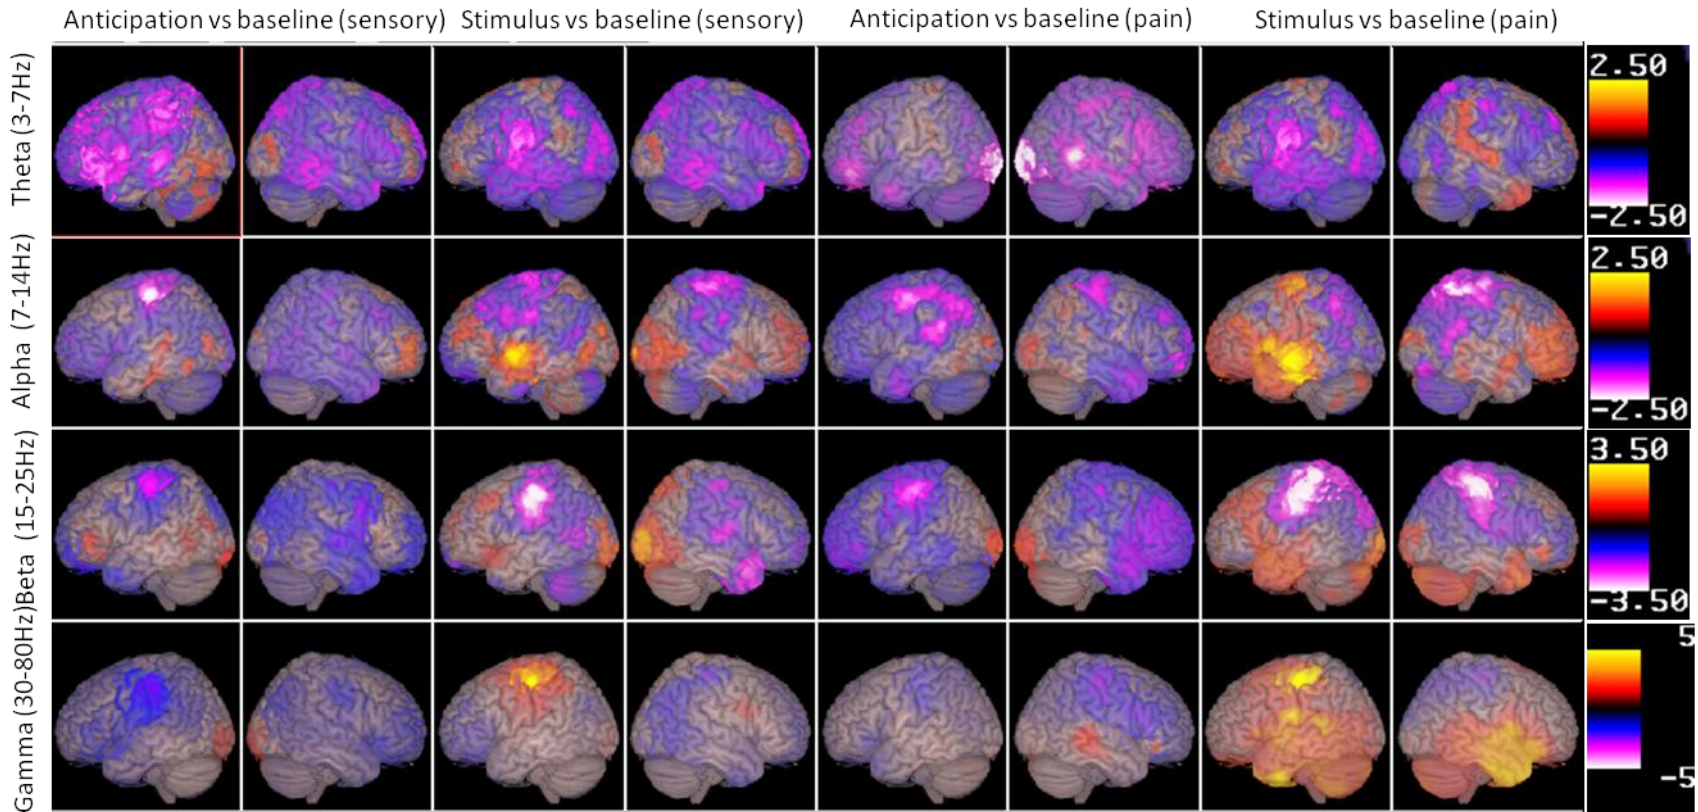 Anticipation vs baseline (sensory)
Stimulus vs baseline (sensory)
Anticipation vs baseline (pain)
Stimulus vs baseline (pain)
Theta (3-7Hz)
2.50
-2.50
Alpha (7-14Hz)
2.50
-2.50
Beta (15-25Hz)
3.50
-3.50
Gamma (30-80Hz)
5
-5